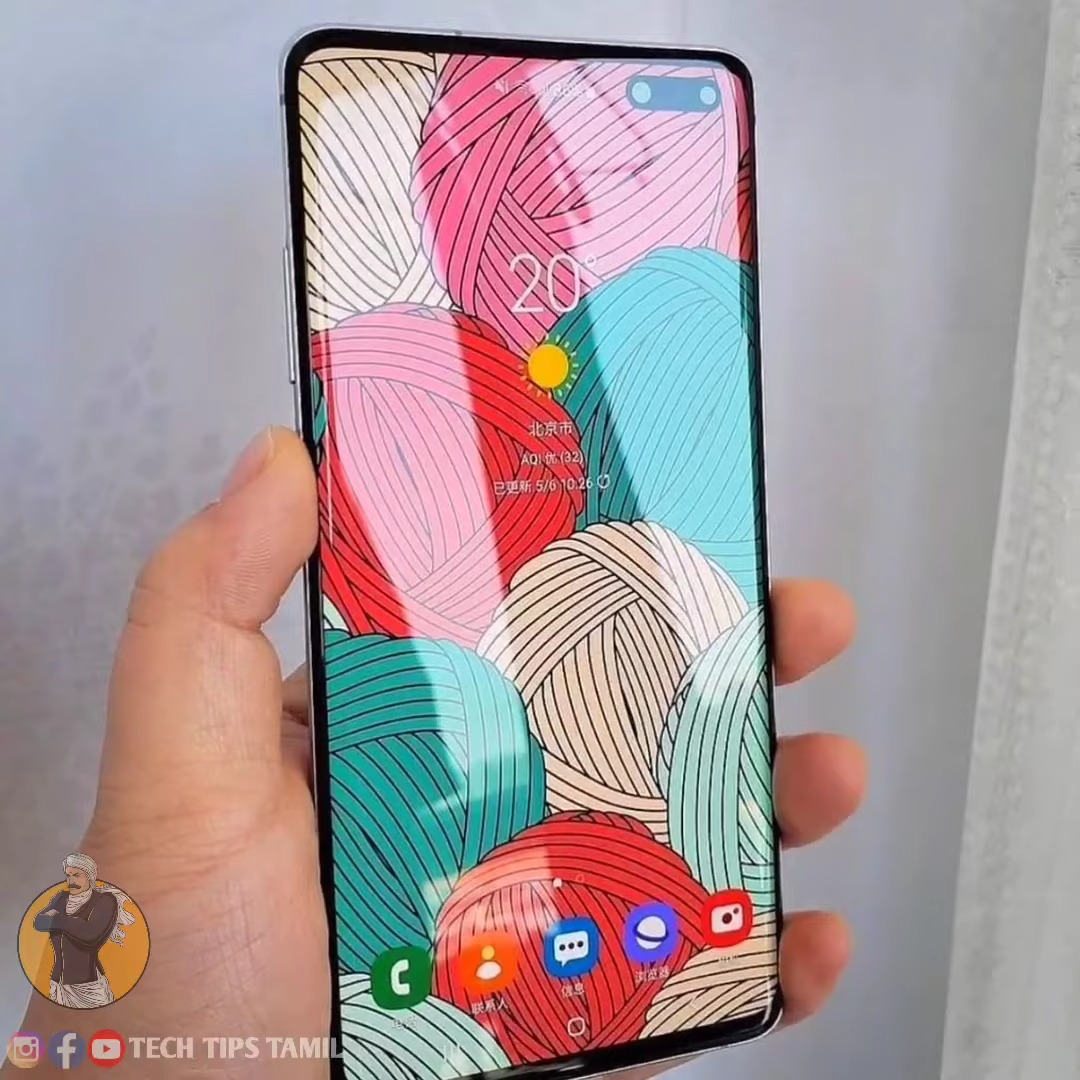 20°
北京市
AQI 优 (32)
已更新 5/6 10:26
联系人
信息
浏览器
TECH TIPS TAMIL